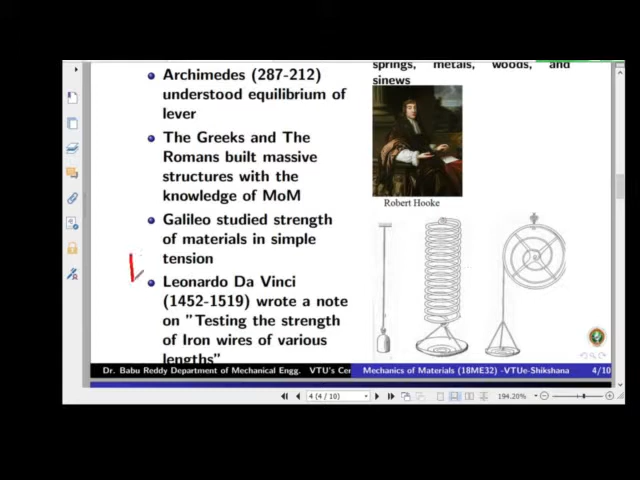 Archimedes (287-212)
understood equilibrium of
lever
The Greeks and The
Romans built massive
structures with the
knowledge of MoM
Galileo studied strength
of materials in simple
tension
Leonardo Da Vinci
(1452-1519) wrote a note
on "Testing the strength
of Iron wires of various
lengths"
springs, metals, woods, and
sinews
Robert Hooke
Dr. Babu Reddy Department of Mechanical Engg. VTU's Cen
Mechanics of Materials (18ME32) -VTUe-Shikshana
4/10
4 (4 / 10)
194.20%